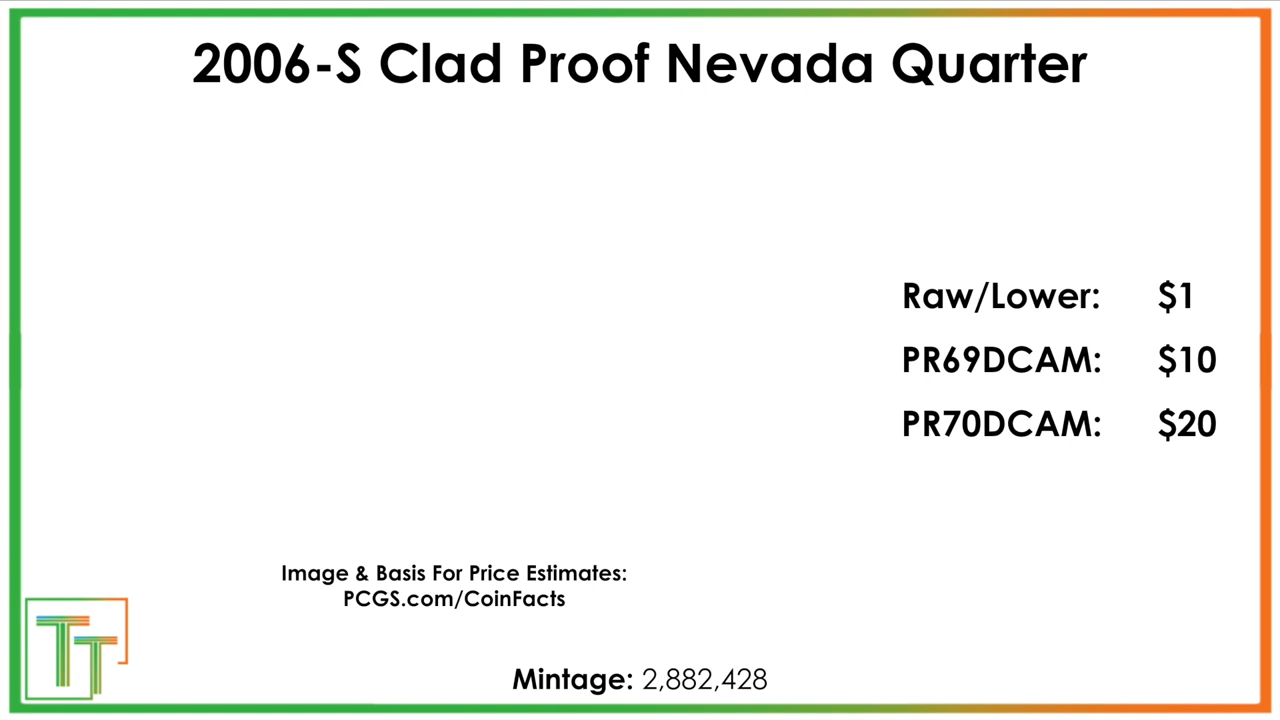 2006-S Clad Proof Nevada Quarter
Raw/Lower: $1
PR69DCAM: $10
PR70DCAM: $20
Image & Basis For Price Estimates:
PCGS.com/CoinFacts
TT
Mintage: 2,882,428